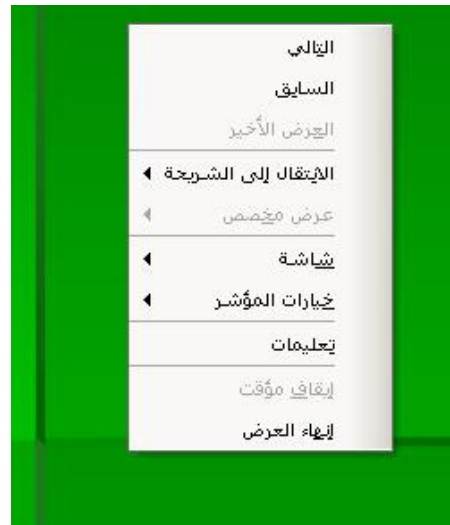 التالي
السابق
العرض الأخير
الانتقال إلى الشريحة
عرض مخصص
شاشة
خيارات المؤشر
تعليمات
إيقاف مؤقت
إنهاء العرض